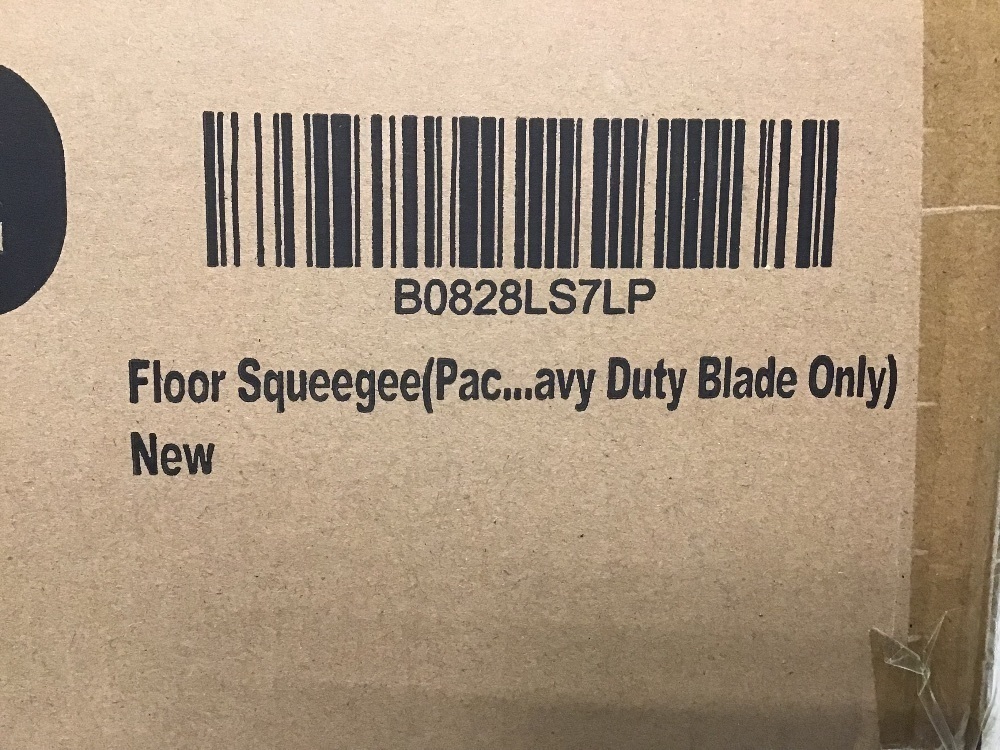 B0828LS7LP
Floor Squeegee(Pac...avy Duty Blade Only)
New